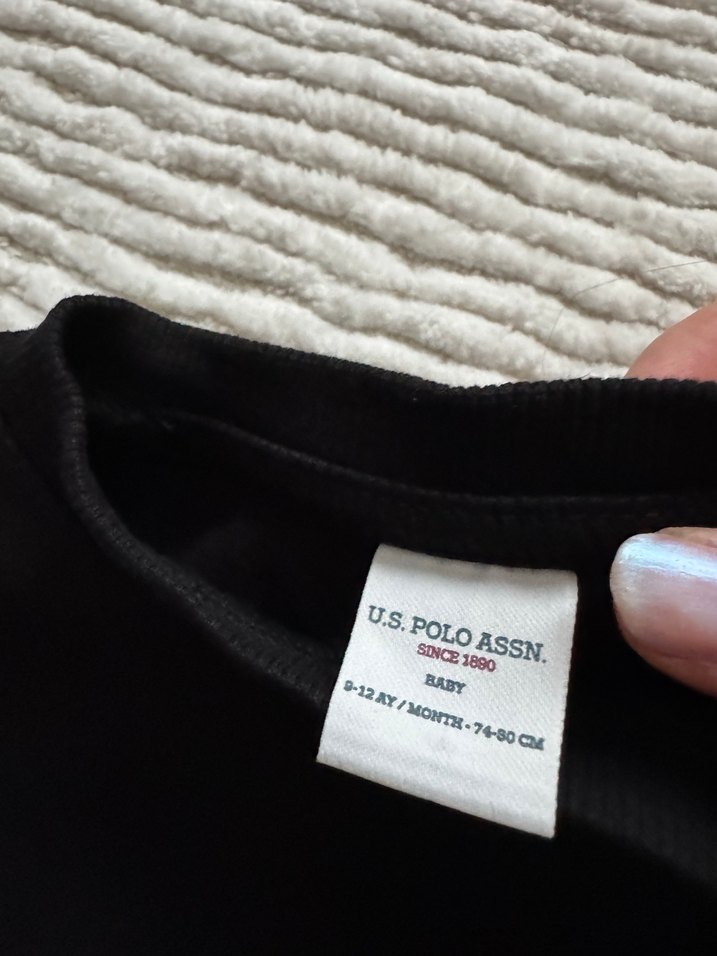 U.S. POLO ASSN.
SINCE 1890
BABY
9-12 AY / MONTH - 74-80 CM